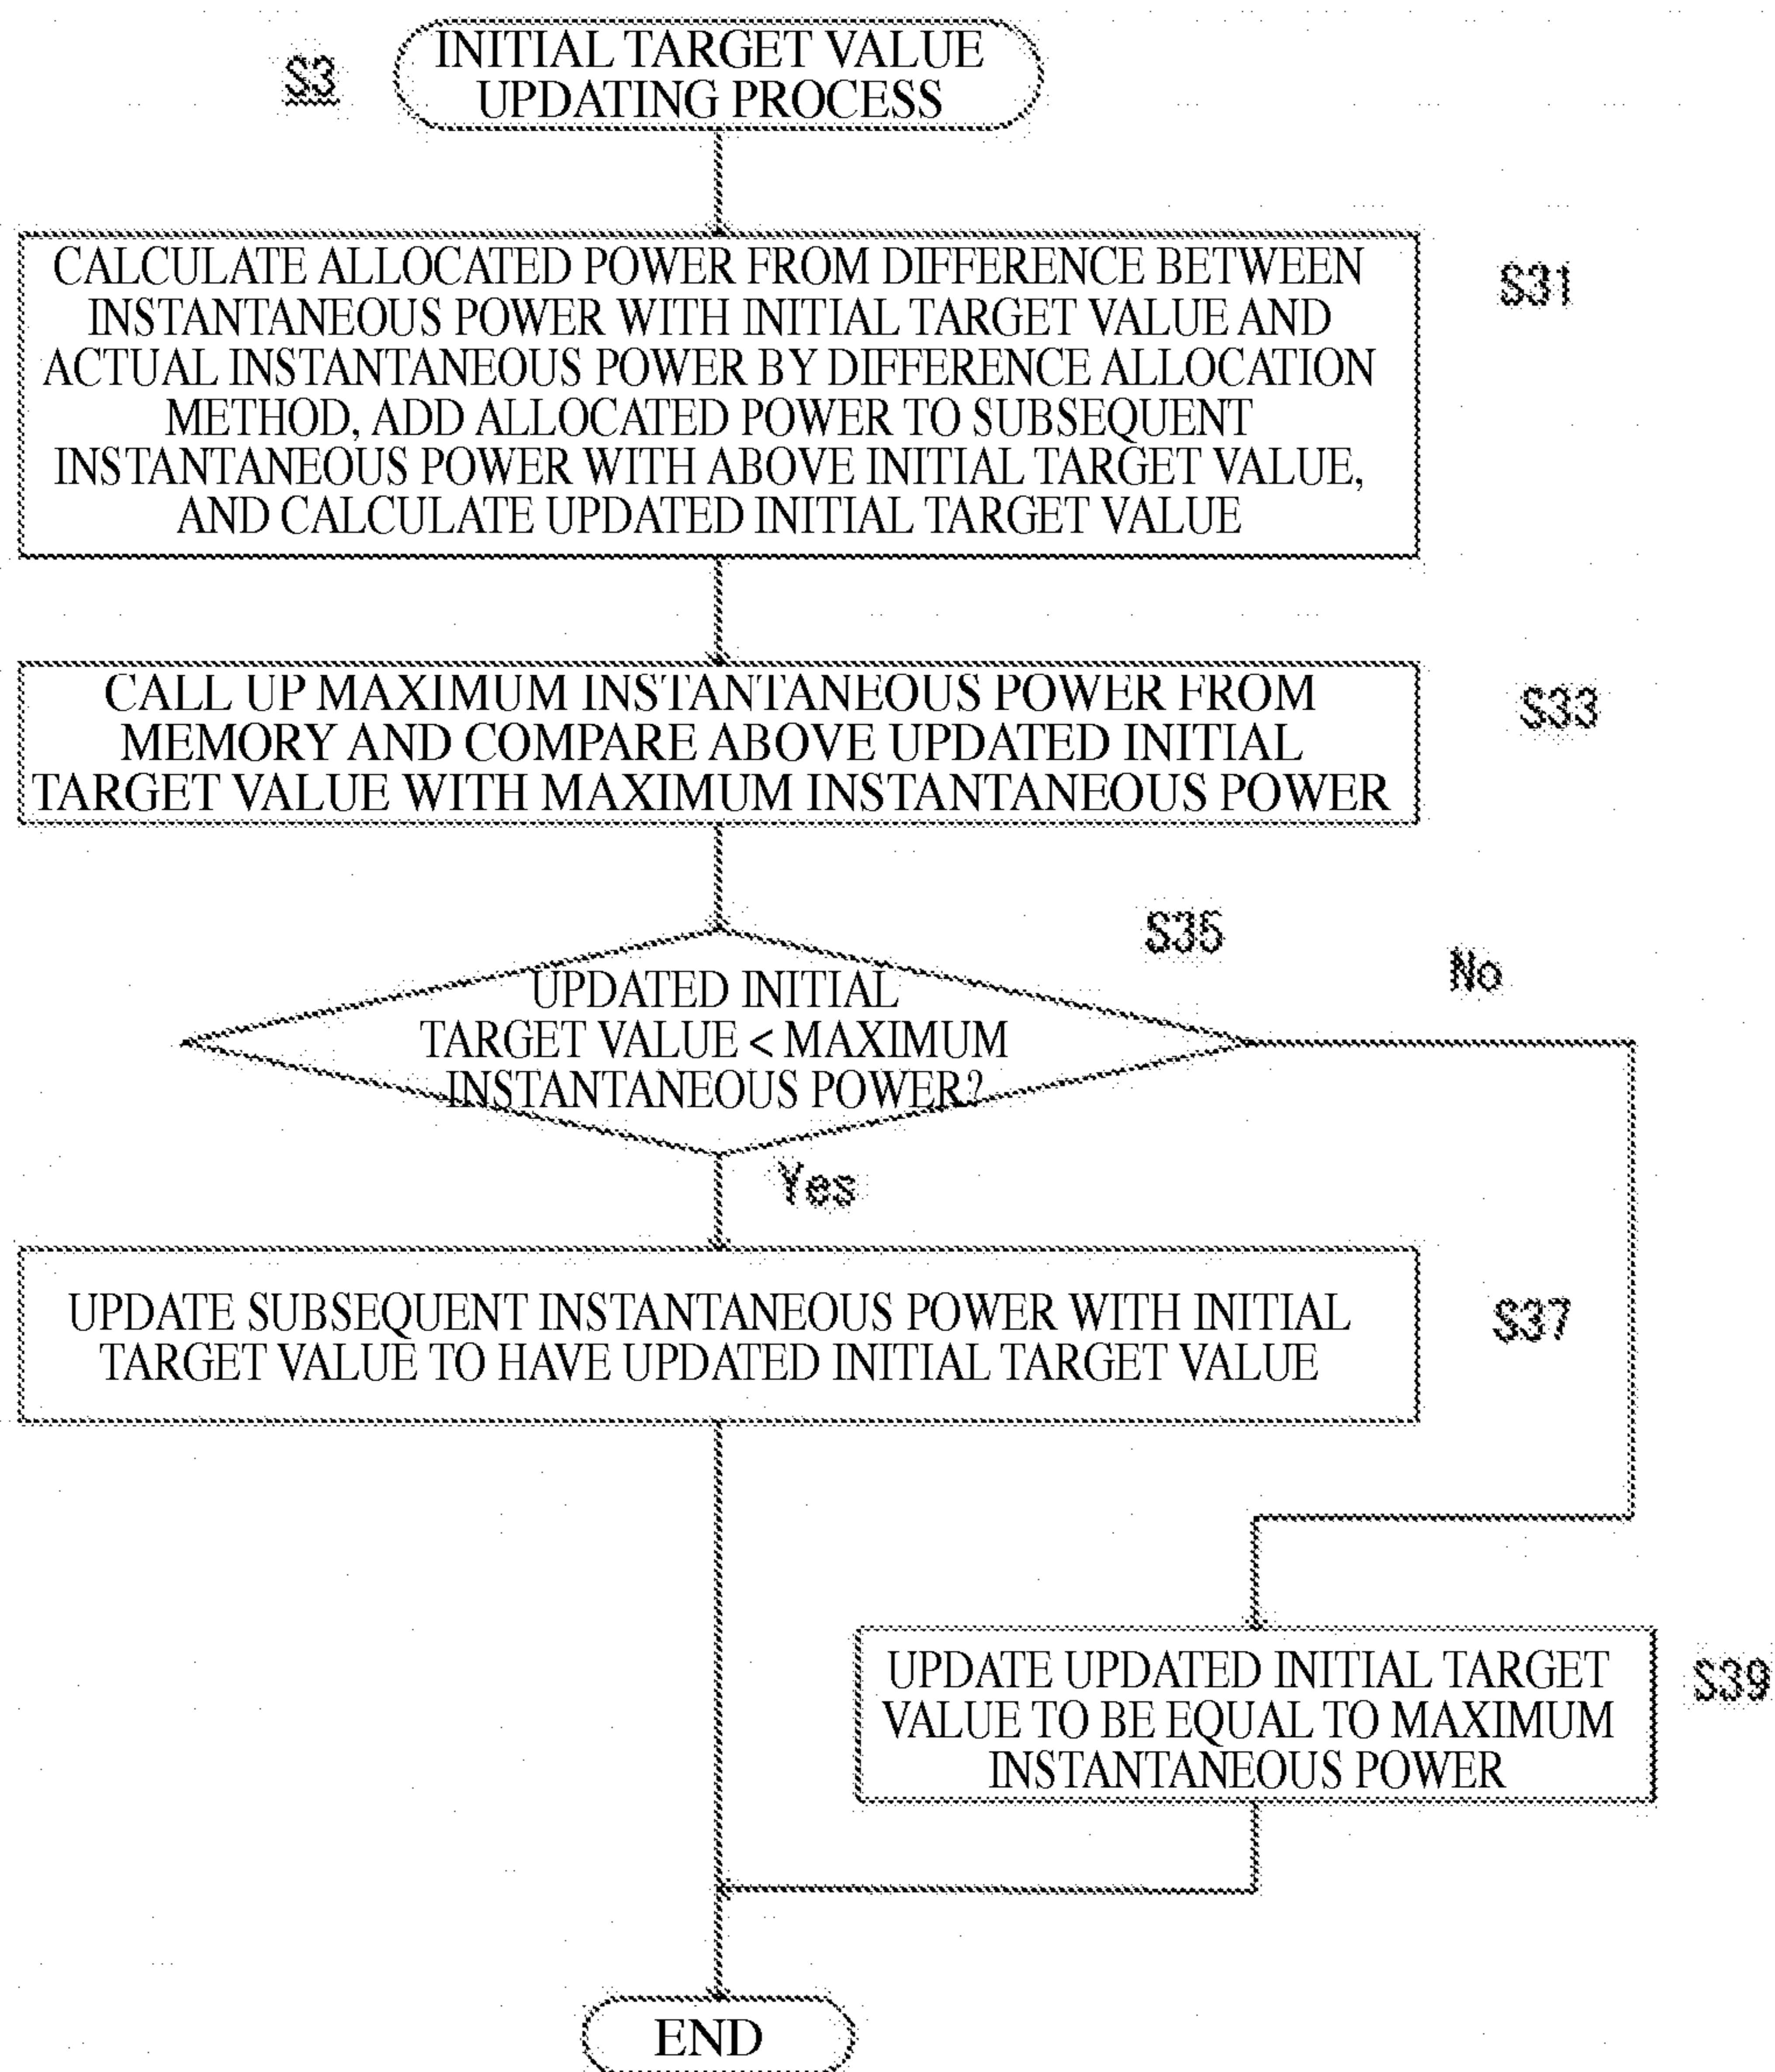 S3
INITIAL TARGET VALUE
UPDATING PROCESS
CALCULATE ALLOCATED POWER FROM DIFFERENCE BETWEEN
INSTANTANEOUS POWER WITH INITIAL TARGET VALUE AND
ACTUAL INSTANTANEOUS POWER BY DIFFERENCE ALLOCATION
METHOD, ADD ALLOCATED POWER TO SUBSEQUENT
INSTANTANEOUS POWER WITH ABOVE INITIAL TARGET VALUE,
AND CALCULATE UPDATED INITIAL TARGET VALUE
S31
CALL UP MAXIMUM INSTANTANEOUS POWER FROM
MEMORY AND COMPARE ABOVE UPDATED INITIAL
TARGET VALUE WITH MAXIMUM INSTANTANEOUS POWER
S33
S35
UPDATED INITIAL
TARGET VALUE < MAXIMUM
INSTANTANEOUS POWER?
No
Yes
UPDATE SUBSEQUENT INSTANTANEOUS POWER WITH INITIAL
TARGET VALUE TO HAVE UPDATED INITIAL TARGET VALUE
S37
UPDATE UPDATED INITIAL TARGET
VALUE TO BE EQUAL TO MAXIMUM
INSTANTANEOUS POWER
S39
END